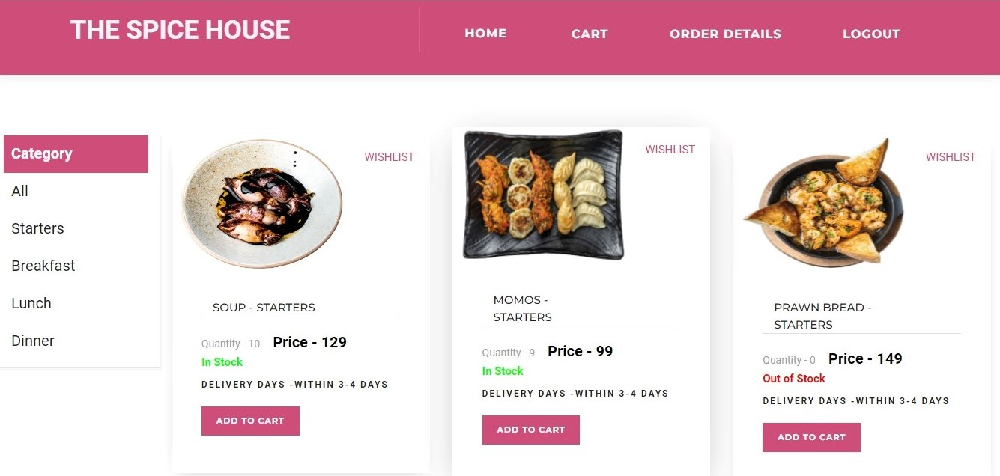 THE SPICE HOUSE
HOME
CART
ORDER DETAILS
LOGOUT
Category
All
Starters
Breakfast
Lunch
Dinner
WISHLIST
SOUP - STARTERS
Quantity - 10 Price - 129
In Stock
DELIVERY DAYS -WITHIN 3-4 DAYS
ADD TO CART
WISHLIST
MOMOS -
STARTERS
Quantity - 9 Price - 99
In Stock
DELIVERY DAYS -WITHIN 3-4 DAYS
ADD TO CART
WISHLIST
PRAWN BREAD -
STARTERS
Quantity - 0 Price - 149
Out of Stock
DELIVERY DAYS -WITHIN 3-4 DAYS
ADD TO CART